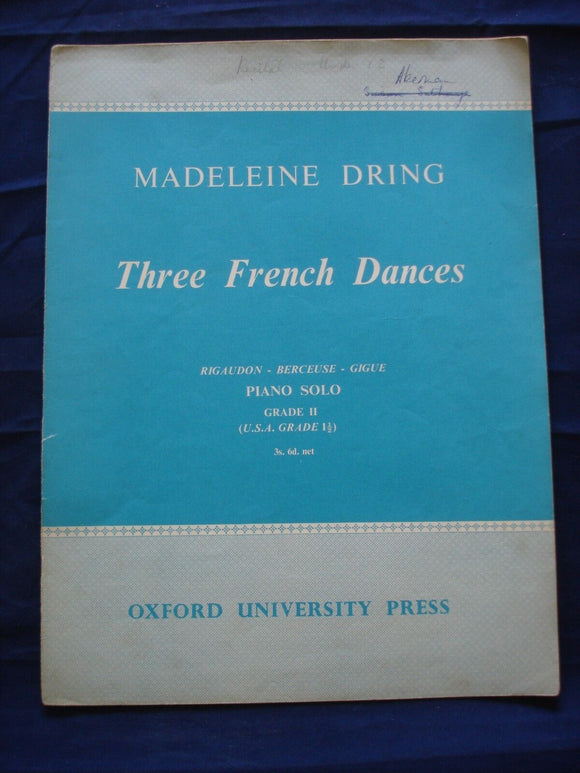 Akerman
MADELEINE DRING
Three French Dances
RIGAUDON - BERCEUSE - GIGUE
PIANO SOLO
GRADE II
(U.S.A. GRADE 1½)
3s. 6d. net
OXFORD UNIVERSITY PRESS